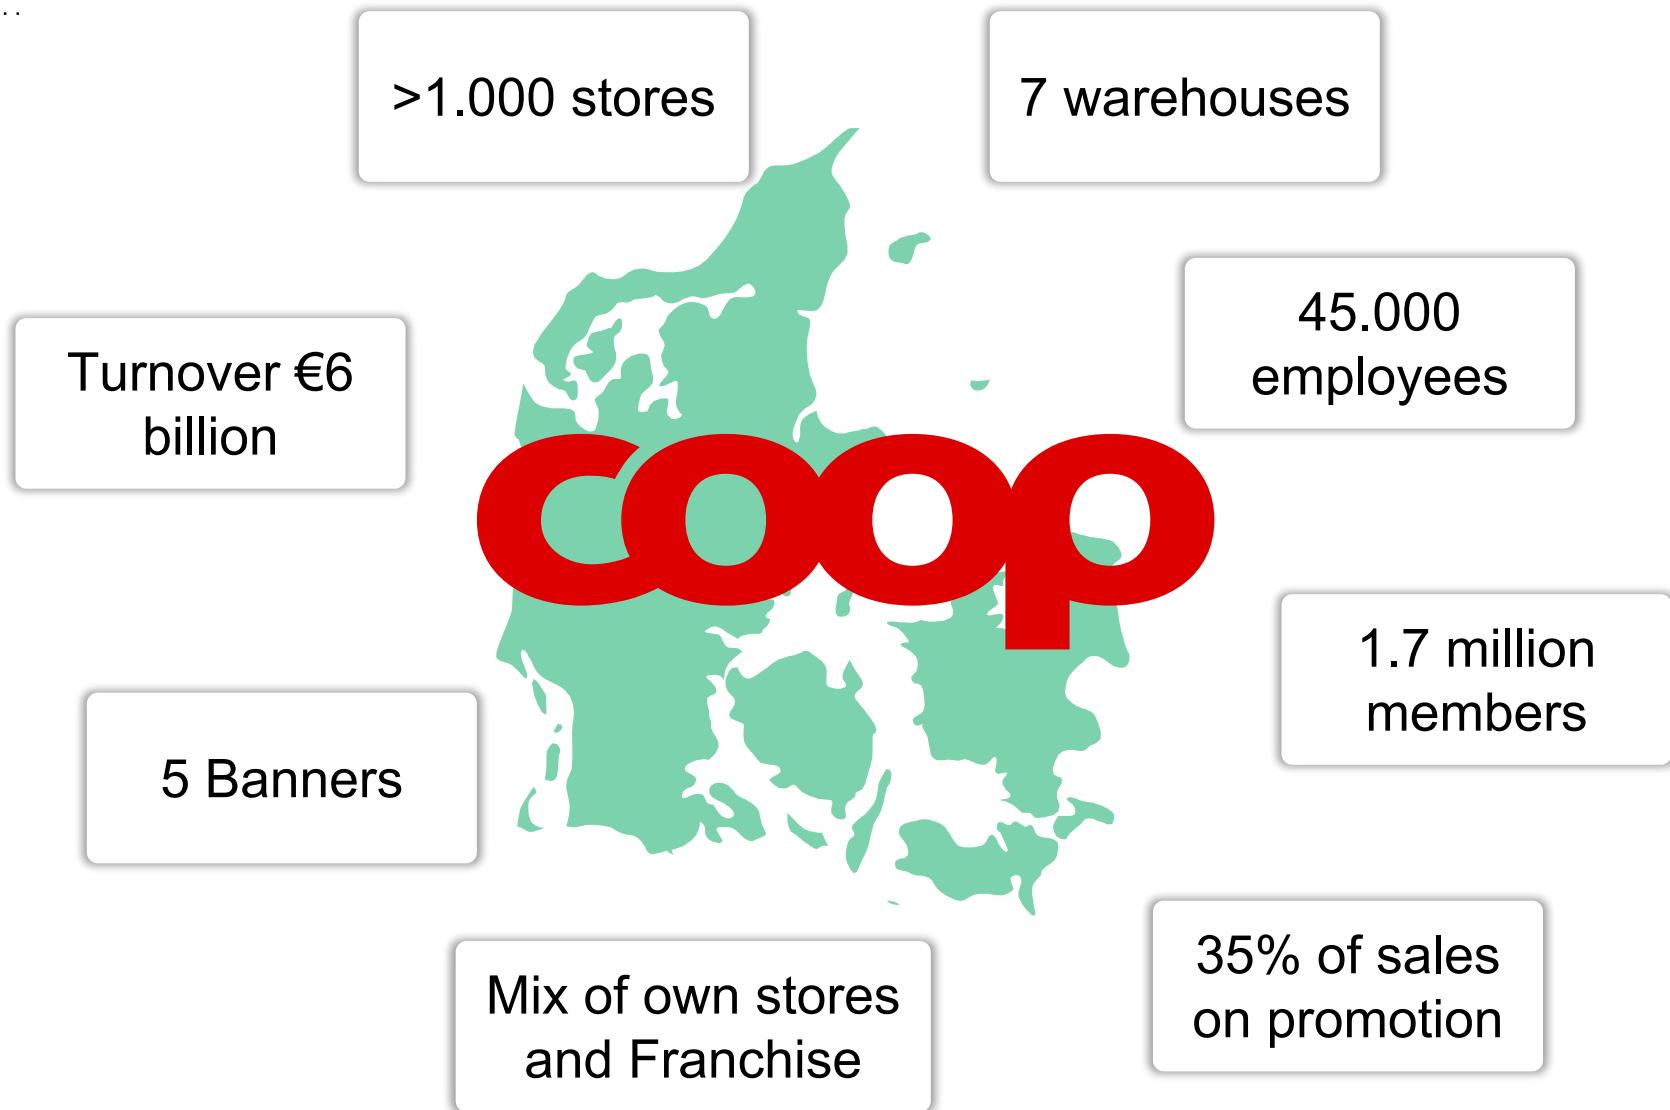 >1.000 stores
7 warehouses
45.000
employees
Turnover €6
billion
coop
1.7 million
members
5 Banners
35% of sales
on promotion
Mix of own stores
and Franchise